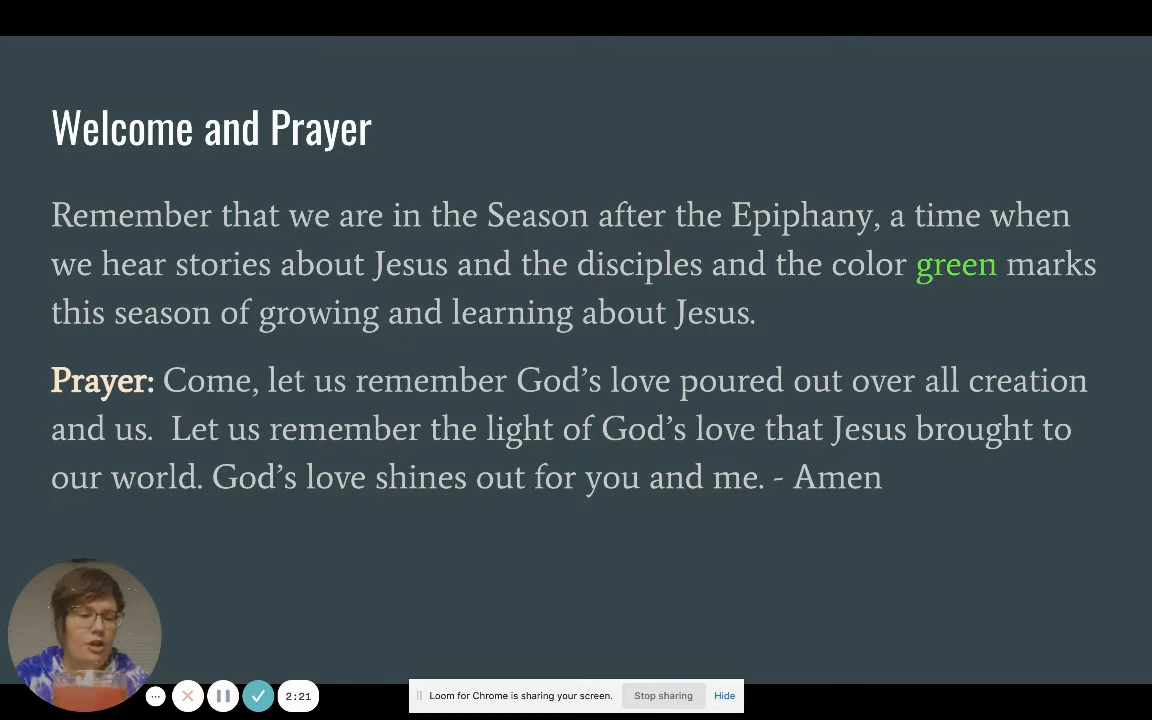 Welcome and Prayer
Remember that we are in the Season after the Epiphany, a time when
we hear stories about Jesus and the disciples and the color green marks
this season of growing and learning about Jesus.
Prayer: Come, let us remember God’s love poured out over all creation
and us.  Let us remember the light of God’s love that Jesus brought to
our world. God’s love shines out for you and me. - Amen
2:21
Loom for Chrome is sharing your screen.
Stop sharing
Hide